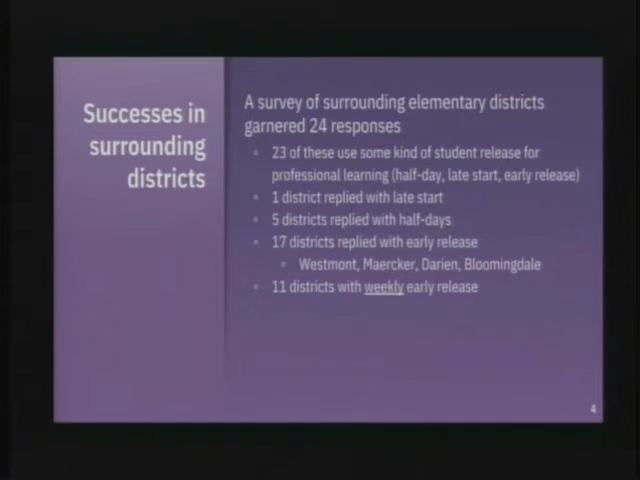 Successes in
surrounding
districts
A survey of surrounding elementary districts
garnered 24 responses
23 of these use some kind of student release for
professional learning (half-day, late start, early release)
1 district replied with late start
5 districts replied with half-days
17 districts replied with early release
Westmont, Maercker, Darien, Bloomingdale
11 districts with weekly early release
4